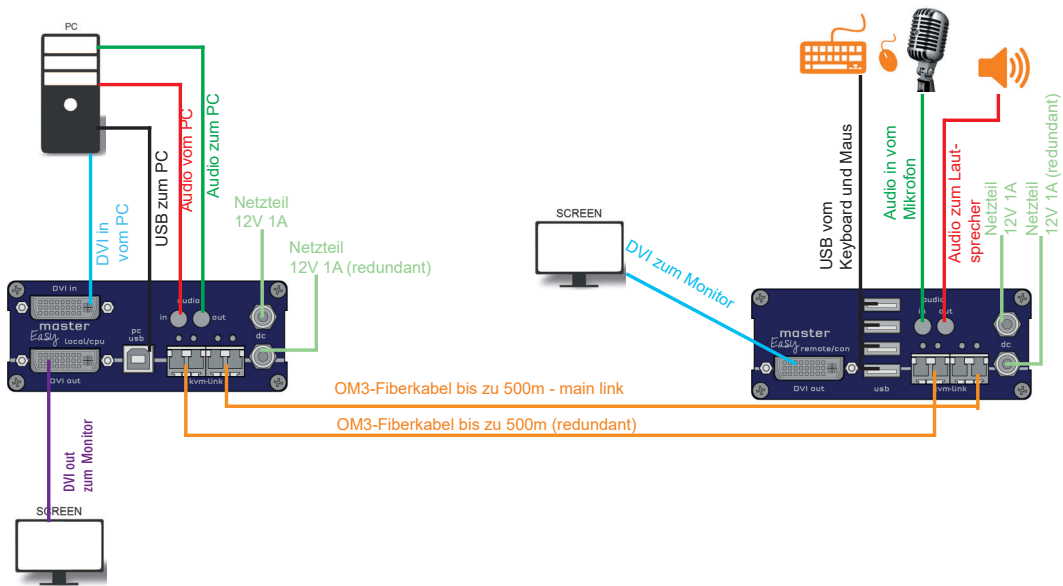 PC
DVI in
vom PC
USB zum PC
Audio vom PC
Audio zum PC
Netzteil
12V 1A
Netzteil
12V 1A (redundant)
DVI in
audio
in
out
master
Easy local/cpu
pc
usb
dc
DVI out
kvm-link
DVI out
zum Monitor
SCREEN
OM3-Fiberkabel bis zu 500m - main link
OM3-Fiberkabel bis zu 500m (redundant)
SCREEN
DVI zum Monitor
USB vom
Keyboard und Maus
Audio in vom
Mikrofon
Audio zum Laut-
sprecher
Netzteil
12V 1A
Netzteil
12V 1A (redundant)
master
Easy remote/con
DVI out
usb
audio
in
out
dc
kvm-link